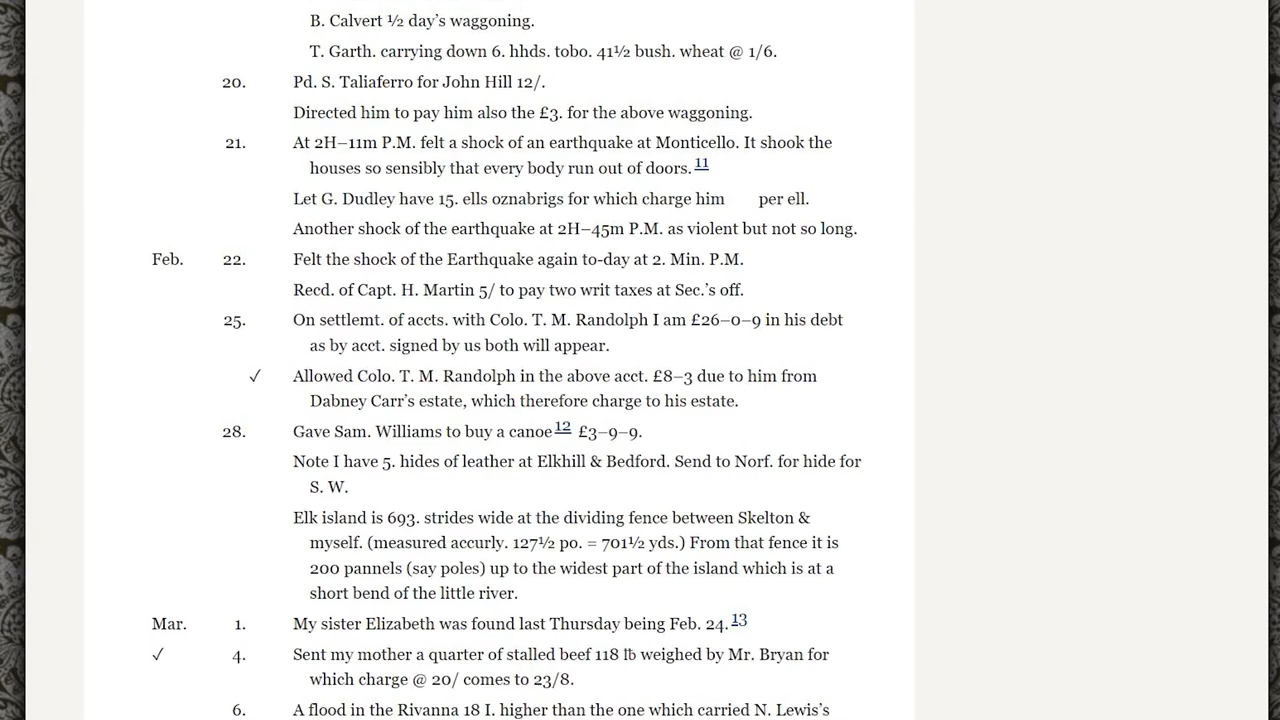 B. Calvert ½ day's waggoning.
T. Garth. carrying down 6. hhds. tobo. 41½ bush. wheat @ 1/6.
20. Pd. S. Taliaferro for John Hill 12/.
Directed him to pay him also the £3. for the above waggoning.
21. At 2H–11m P.M. felt a shock of an earthquake at Monticello. It shook the
houses so sensibly that every body run out of doors. 11
Let G. Dudley have 15. ells oznabrigs for which charge him per ell.
Another shock of the earthquake at 2H–45m P.M. as violent but not so long.
Feb. 22. Felt the shock of the Earthquake again to-day at 2. Min. P.M.
Recd. of Capt. H. Martin 5/ to pay two writ taxes at Sec.'s off.
25. On settlemt. of accts. with Colo. T. M. Randolph I am £26–0–9 in his debt
as by acct. signed by us both will appear.
✓ Allowed Colo. T. M. Randolph in the above acct. £8–3 due to him from
Dabney Carr's estate, which therefore charge to his estate.
28. Gave Sam. Williams to buy a canoe 12 £3–9–9.
Note I have 5. hides of leather at Elkhill & Bedford. Send to Norf. for hide for
S. W.
Elk island is 693. strides wide at the dividing fence between Skelton &
myself. (measured accurly. 127½ po. = 701½ yds.) From that fence it is
200 pannels (say poles) up to the widest part of the island which is at a
short bend of the little river.
Mar. 1. My sister Elizabeth was found last Thursday being Feb. 24. 13
✓ 4. Sent my mother a quarter of stalled beef 118 ℔ weighed by Mr. Bryan for
which charge @ 20/ comes to 23/8.
6. A flood in the Rivanna 18 I. higher than the one which carried N. Lewis's